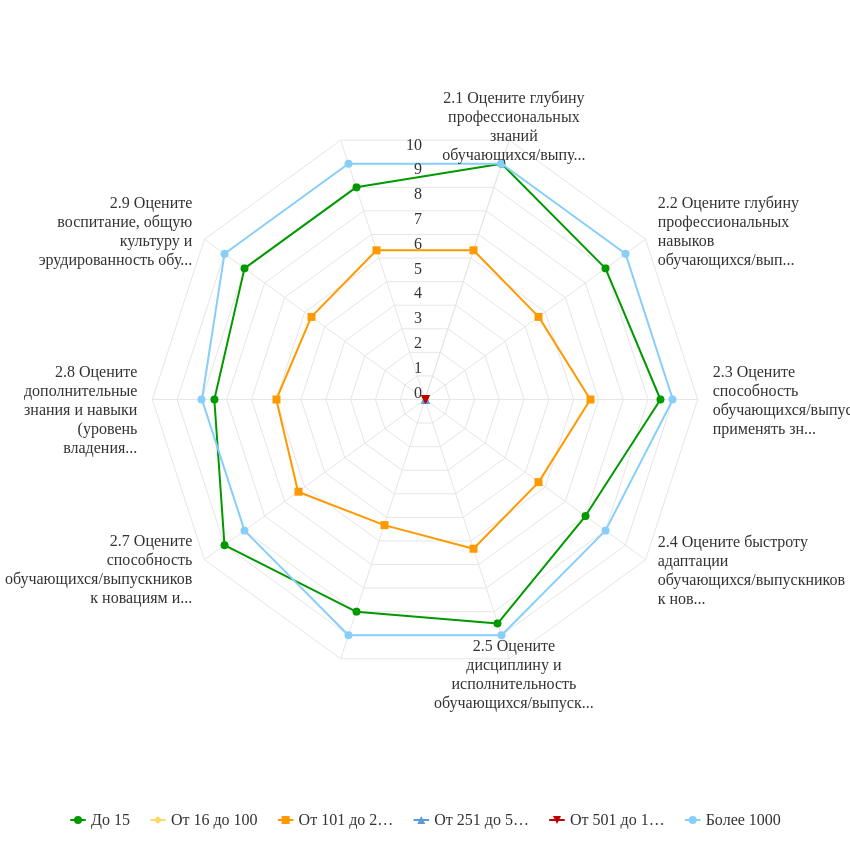 2.1 Оцените глубину
профессиональных
знаний
обучающихся/выпу...
10
9
8
7
6
5
4
3
2
1
0
2.2 Оцените глубину
профессиональных
навыков
обучающихся/вып...
2.3 Оцените
способность
обучающихся/выпус
применять зн...
2.4 Оцените быстроту
адаптации
обучающихся/выпускников
к нов...
2.5 Оцените
дисциплину и
исполнительность
обучающихся/выпуск...
2.7 Оцените
способность
обучающихся/выпускников
к новациям и...
2.8 Оцените
дополнительные
знания и навыки
(уровень
владения...
2.9 Оцените
воспитание, общую
культуру и
эрудированность обу...
До 15
От 16 до 100
От 101 до 2…
От 251 до 5…
От 501 до 1…
Более 1000